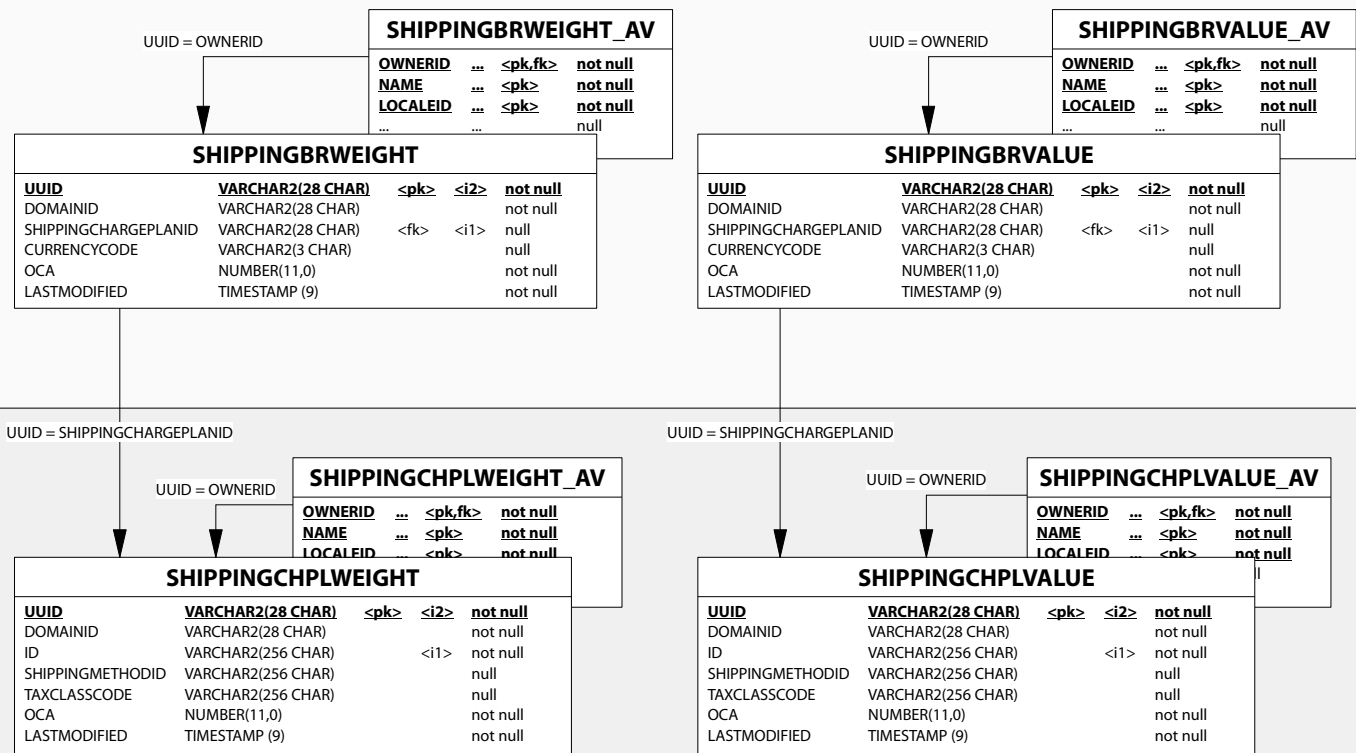 SHIPPINGBRWEIGHT_AV
UUID = OWNERID
OWNERID ... <pk,fk> not null
NAME ... <pk> not null
LOCALEID ... <pk> not null
... ... null
SHIPPINGBRWEIGHT
UUID VARCHAR2(28 CHAR) <pk> <i2> not null
DOMAINID VARCHAR2(28 CHAR) not null
SHIPPINGCHARGEPLANID VARCHAR2(28 CHAR) <fk> <i1> null
CURRENCYCODE VARCHAR2(3 CHAR) null
OCA NUMBER(11,0) not null
LASTMODIFIED TIMESTAMP (9) not null
SHIPPINGBRVALUE_AV
UUID = OWNERID
OWNERID ... <pk,fk> not null
NAME ... <pk> not null
LOCALEID ... <pk> not null
... ... null
SHIPPINGBRVALUE
UUID VARCHAR2(28 CHAR) <pk> <i2> not null
DOMAINID VARCHAR2(28 CHAR) not null
SHIPPINGCHARGEPLANID VARCHAR2(28 CHAR) <fk> <i1> null
CURRENCYCODE VARCHAR2(3 CHAR) null
OCA NUMBER(11,0) not null
LASTMODIFIED TIMESTAMP (9) not null
UUID = SHIPPINGCHARGEPLANID
SHIPPINGCHPLWEIGHT_AV
UUID = OWNERID
OWNERID ... <pk,fk> not null
NAME ... <pk> not null
LOCALEID ... <pk> not null
SHIPPINGCHPLWEIGHT
UUID VARCHAR2(28 CHAR) <pk> <i2> not null
DOMAINID VARCHAR2(28 CHAR) not null
ID VARCHAR2(256 CHAR) <i1> not null
SHIPPINGMETHODID VARCHAR2(256 CHAR) null
TAXCLASSCODE VARCHAR2(256 CHAR) null
OCA NUMBER(11,0) not null
LASTMODIFIED TIMESTAMP (9) not null
UUID = SHIPPINGCHARGEPLANID
SHIPPINGCHPLVALUE_AV
UUID = OWNERID
OWNERID ... <pk,fk> not null
NAME ... <pk> not null
LOCALEID ... <pk> not null
SHIPPINGCHPLVALUE
UUID VARCHAR2(28 CHAR) <pk> <i2> not null
DOMAINID VARCHAR2(28 CHAR) not null
ID VARCHAR2(256 CHAR) <i1> not null
SHIPPINGMETHODID VARCHAR2(256 CHAR) null
TAXCLASSCODE VARCHAR2(256 CHAR) null
OCA NUMBER(11,0) not null
LASTMODIFIED TIMESTAMP (9) not null